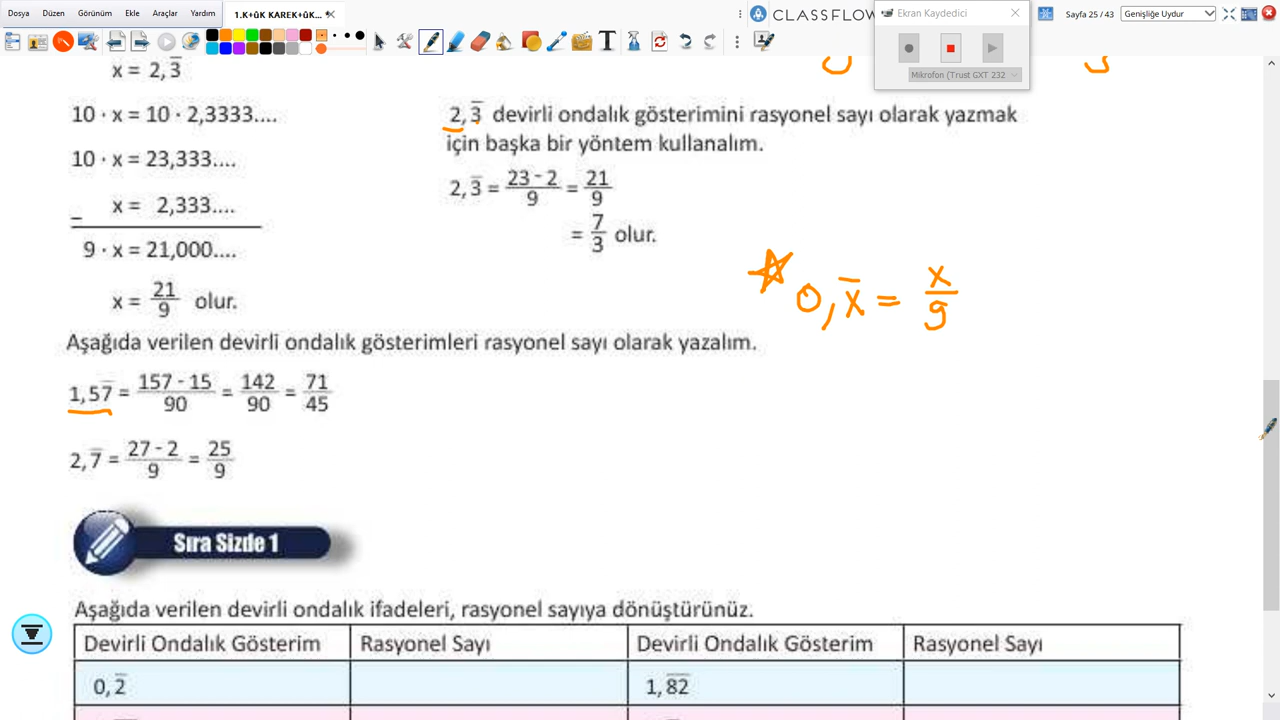 Dosya Düzen Görünüm Ekle Araçlar Yardım
1.K+ûK KAREK+ûK...
CLASSFLOW
Ekran Kaydedici
Sayfa 25 / 43
Genişliğe Uydur
Mikrofon (Trust GXT 232
x = 2,3̅
10 · x = 10 · 2,3333....
10 · x = 23,333....
– x = 2,333....
9 · x = 21,000....
x = 21/9 olur.
2,3̅ devirli ondalık gösterimini rasyonel sayı olarak yazmak
için başka bir yöntem kullanalım.
2,3̅ = 23 - 2/9 = 21/9
= 7/3 olur.
0,x̅ = x/9
Aşağıda verilen devirli ondalık gösterimleri rasyonel sayı olarak yazalım.
1,57̅ = 157 - 15/90 = 142/90 = 71/45
2,7̅ = 27 - 2/9 = 25/9
Sıra Sizde 1
Aşağıda verilen devirli ondalık ifadeleri, rasyonel sayıya dönüştürünüz.
Devirli Ondalık Gösterim Rasyonel Sayı Devirli Ondalık Gösterim Rasyonel Sayı
0,2̅ 1,8̅2̅